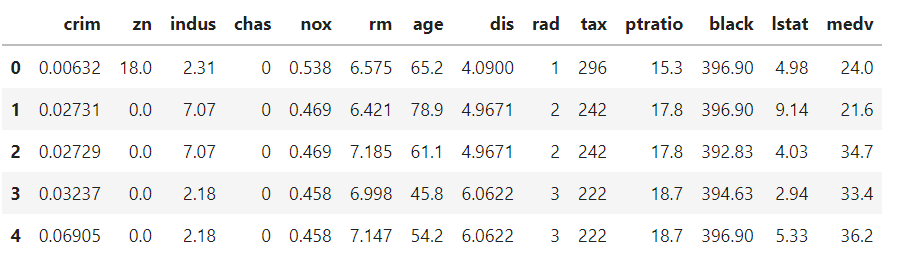 crim zn indus chas nox rm age dis rad tax ptratio black lstat medv
0 0.00632 18.0 2.31 0 0.538 6.575 65.2 4.0900 1 296 15.3 396.90 4.98 24.0
1 0.02731 0.0 7.07 0 0.469 6.421 78.9 4.9671 2 242 17.8 396.90 9.14 21.6
2 0.02729 0.0 7.07 0 0.469 7.185 61.1 4.9671 2 242 17.8 392.83 4.03 34.7
3 0.03237 0.0 2.18 0 0.458 6.998 45.8 6.0622 3 222 18.7 394.63 2.94 33.4
4 0.06905 0.0 2.18 0 0.458 7.147 54.2 6.0622 3 222 18.7 396.90 5.33 36.2